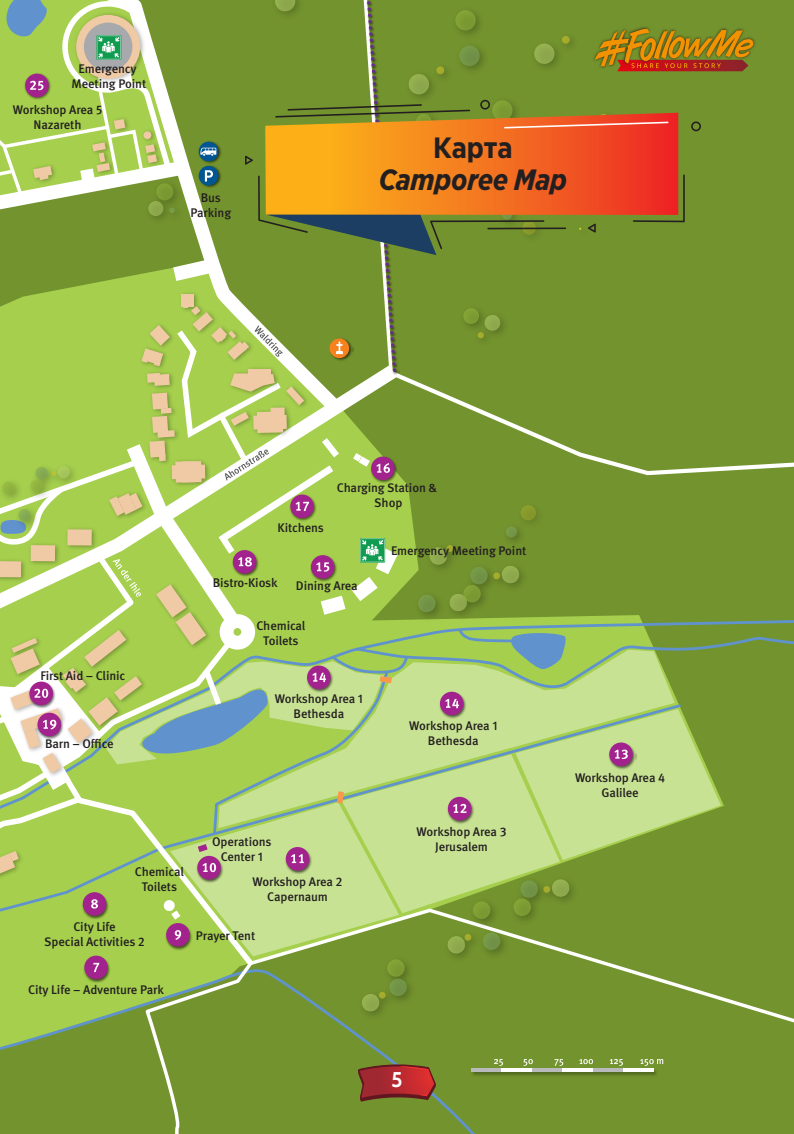 #FollowMe
SHARE YOUR STORY
Карта
Camporee Map
Emergency
Meeting Point
25
Workshop Area 5
Nazareth
P
Bus
Parking
Waldring
Ahornstraße
16
Charging Station &
Shop
17
Kitchens
Emergency Meeting Point
18
Bistro-Kiosk
15
Dining Area
An der Ihle
Chemical
Toilets
First Aid – Clinic
20
19
Barn – Office
14
Workshop Area 1
Bethesda
14
Workshop Area 1
Bethesda
13
Workshop Area 4
Galilee
12
Workshop Area 3
Jerusalem
Operations
Center 1
10
11
Workshop Area 2
Capernaum
Chemical
Toilets
8
City Life
Special Activities 2
9
Prayer Tent
7
City Life – Adventure Park
25 50 75 100 125 150 m
5